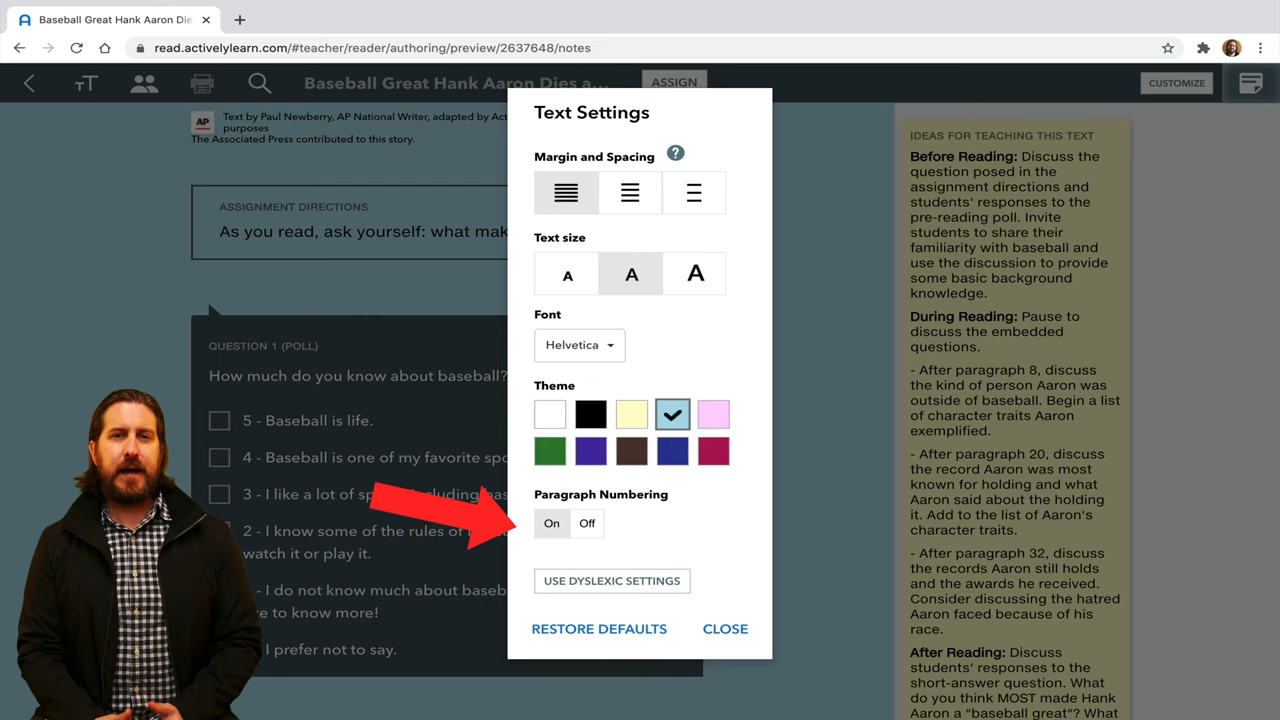 Baseball Great Hank Aaron Die
read.activelylearn.com/#teacher/reader/authoring/preview/2637648/notes
TT
Baseball Great Hank Aaron Dies a...
ASSIGN
CUSTOMIZE
AP
Text by Paul Newberry, AP National Writer, adapted by Act
purposes
The Associated Press contributed to this story.
ASSIGNMENT DIRECTIONS
As you read, ask yourself: what mak
QUESTION 1 (POLL)
How much do you know about baseball?
5 - Baseball is life.
4 - Baseball is one of my favorite spo
3 - I like a lot of sp including bas
2 - I know some of the rules of
watch it or play it.
I do not know much about baseb
ke to know more!
I prefer not to say.
Text Settings
Margin and Spacing ?
Text size
A A A
Font
Helvetica
Theme
Paragraph Numbering
On Off
USE DYSLEXIC SETTINGS
RESTORE DEFAULTS CLOSE
IDEAS FOR TEACHING THIS TEXT
Before Reading: Discuss the
question posed in the
assignment directions and
students' responses to the
pre-reading poll. Invite
students to share their
familiarity with baseball and
use the discussion to provide
some basic background
knowledge.
During Reading: Pause to
discuss the embedded
questions.
- After paragraph 8, discuss
the kind of person Aaron was
outside of baseball. Begin a
list of character traits Aaron
exemplified.
- After paragraph 20, discuss
the record Aaron was most
known for holding and what
Aaron said about the holding
it. Add to the list of Aaron's
character traits.
- After paragraph 32, discuss
the records Aaron still holds
and the awards he received.
Consider discussing the hatred
Aaron faced because of his
race.
After Reading: Discuss
students' responses to the
short-answer question. What
do you think MOST made Hank
Aaron a "baseball great"? What